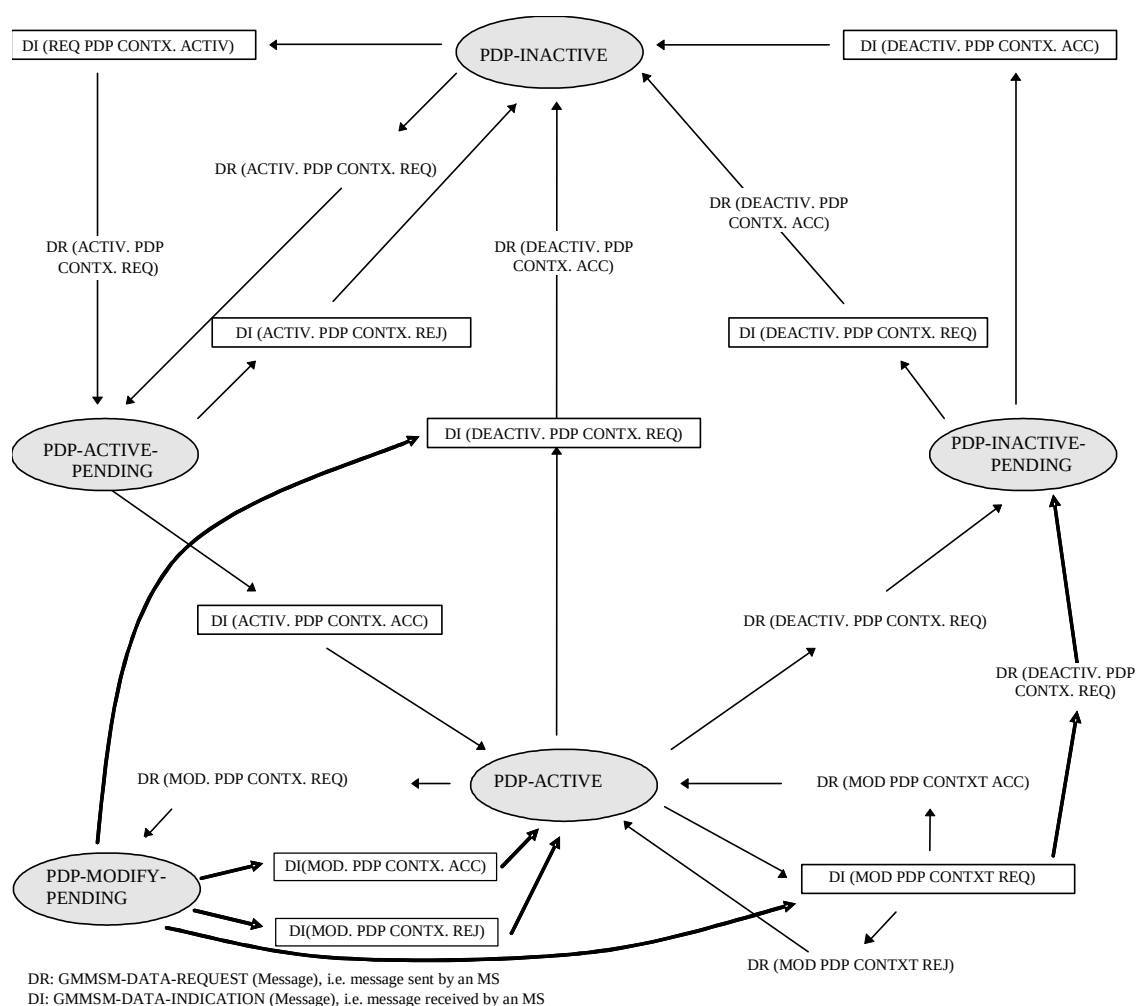 DI (REQ PDP CONTX. ACTIV)
PDP-INACTIVE
DI (DEACTIV. PDP CONTX. ACC)
DR (ACTIV. PDP CONTX. REQ)
DR (DEACTIV. PDP
CONTX. ACC)
DR (ACTIV. PDP
CONTX. REQ)
DR (DEACTIV. PDP
CONTX. ACC)
DI (ACTIV. PDP CONTX. REJ)
DI (DEACTIV. PDP CONTX. REQ)
PDP-ACTIVE-
PENDING
DI (DEACTIV. PDP CONTX. REQ)
PDP-INACTIVE-
PENDING
DI (ACTIV. PDP CONTX. ACC)
DR (DEACTIV. PDP CONTX. REQ)
DR (DEACTIV. PDP
CONTX. REQ)
DR (MOD. PDP CONTX. REQ)
PDP-ACTIVE
DR (MOD PDP CONTXT ACC)
PDP-MODIFY-
PENDING
DI(MOD. PDP CONTX. ACC)
DI (MOD PDP CONTXT REQ)
DI(MOD. PDP CONTX. REJ)
DR (MOD PDP CONTXT REJ)
DR: GMMSM-DATA-REQUEST (Message), i.e. message sent by an MS
DI: GMMSM-DATA-INDICATION (Message), i.e. message received by an MS